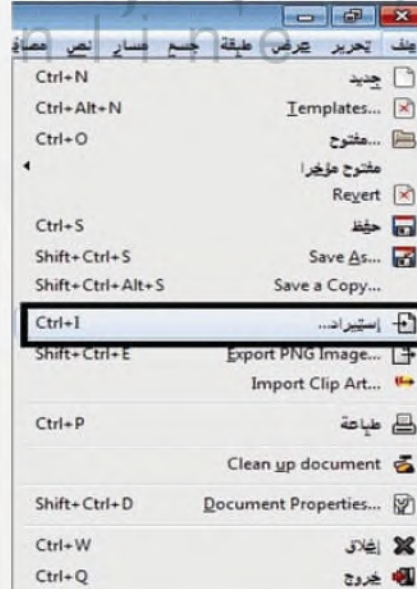 ملف تحرير عرض طبقة جسم مسار نص
جديد Ctrl+N
Templates... Ctrl+Alt+N
مفتوح... Ctrl+O
مفتوح مؤخرا
Revert
حفظ Ctrl+S
Save As... Shift+Ctrl+S
Save a Copy... Shift+Ctrl+Alt+S
إستيراد... Ctrl+I
Export PNG Image... Shift+Ctrl+E
Import Clip Art...
طباعة Ctrl+P
Clean up document
Document Properties... Shift+Ctrl+D
إغلاق Ctrl+W
خروج Ctrl+Q